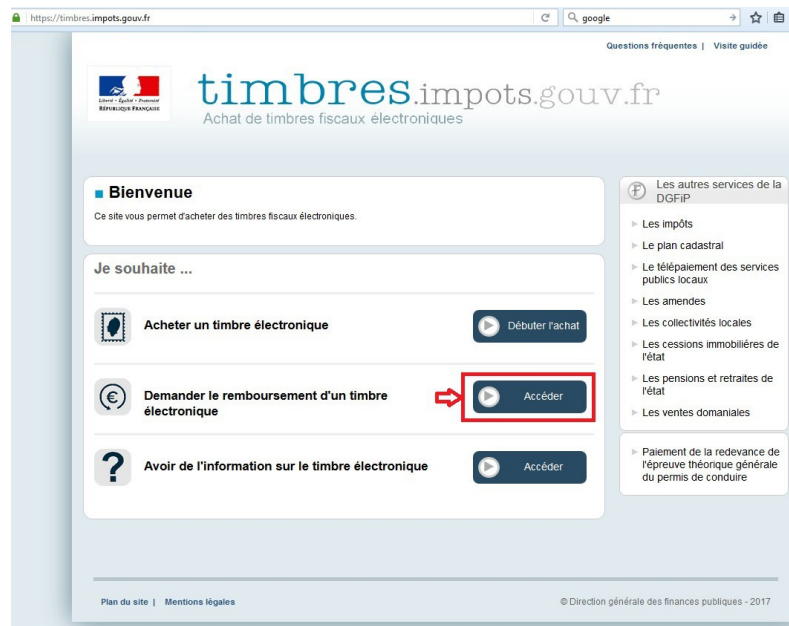 https://timbres.impots.gouv.fr
google
Questions fréquentes | Visite guidée
Liberté • Égalité • Fraternité
RÉPUBLIQUE FRANÇAISE
timbres.impots.gouv.fr
Achat de timbres fiscaux électroniques
Bienvenue
Ce site vous permet d'acheter des timbres fiscaux électroniques.
Je souhaite ...
Acheter un timbre électronique
Débuter l'achat
Demander le remboursement d'un timbre
électronique
Accéder
Avoir de l'information sur le timbre électronique
Accéder
Les autres services de la
DGFiP
Les impôts
Le plan cadastral
Le télépaiement des services
publics locaux
Les amendes
Les collectivités locales
Les cessions immobilières de
l'état
Les pensions et retraites de
l'état
Les ventes domaniales
Paiement de la redevance de
l'épreuve théorique générale
du permis de conduire
Plan du site | Mentions légales
© Direction générale des finances publiques - 2017